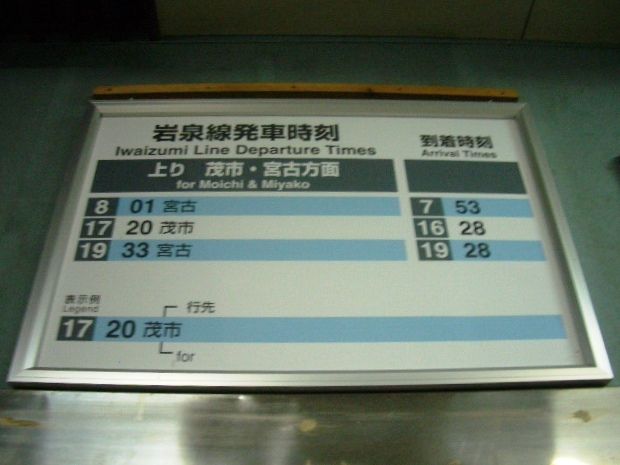 岩泉線発車時刻
Iwaizumi Line Departure Times
上り 茂市・宮古方面
for Moichi & Miyako
8 01 宮古
17 20 茂市
19 33 宮古
到着時刻
Arrival Times
7 53
16 28
19 28
表示例
Legend
行先
17 20 茂市
for